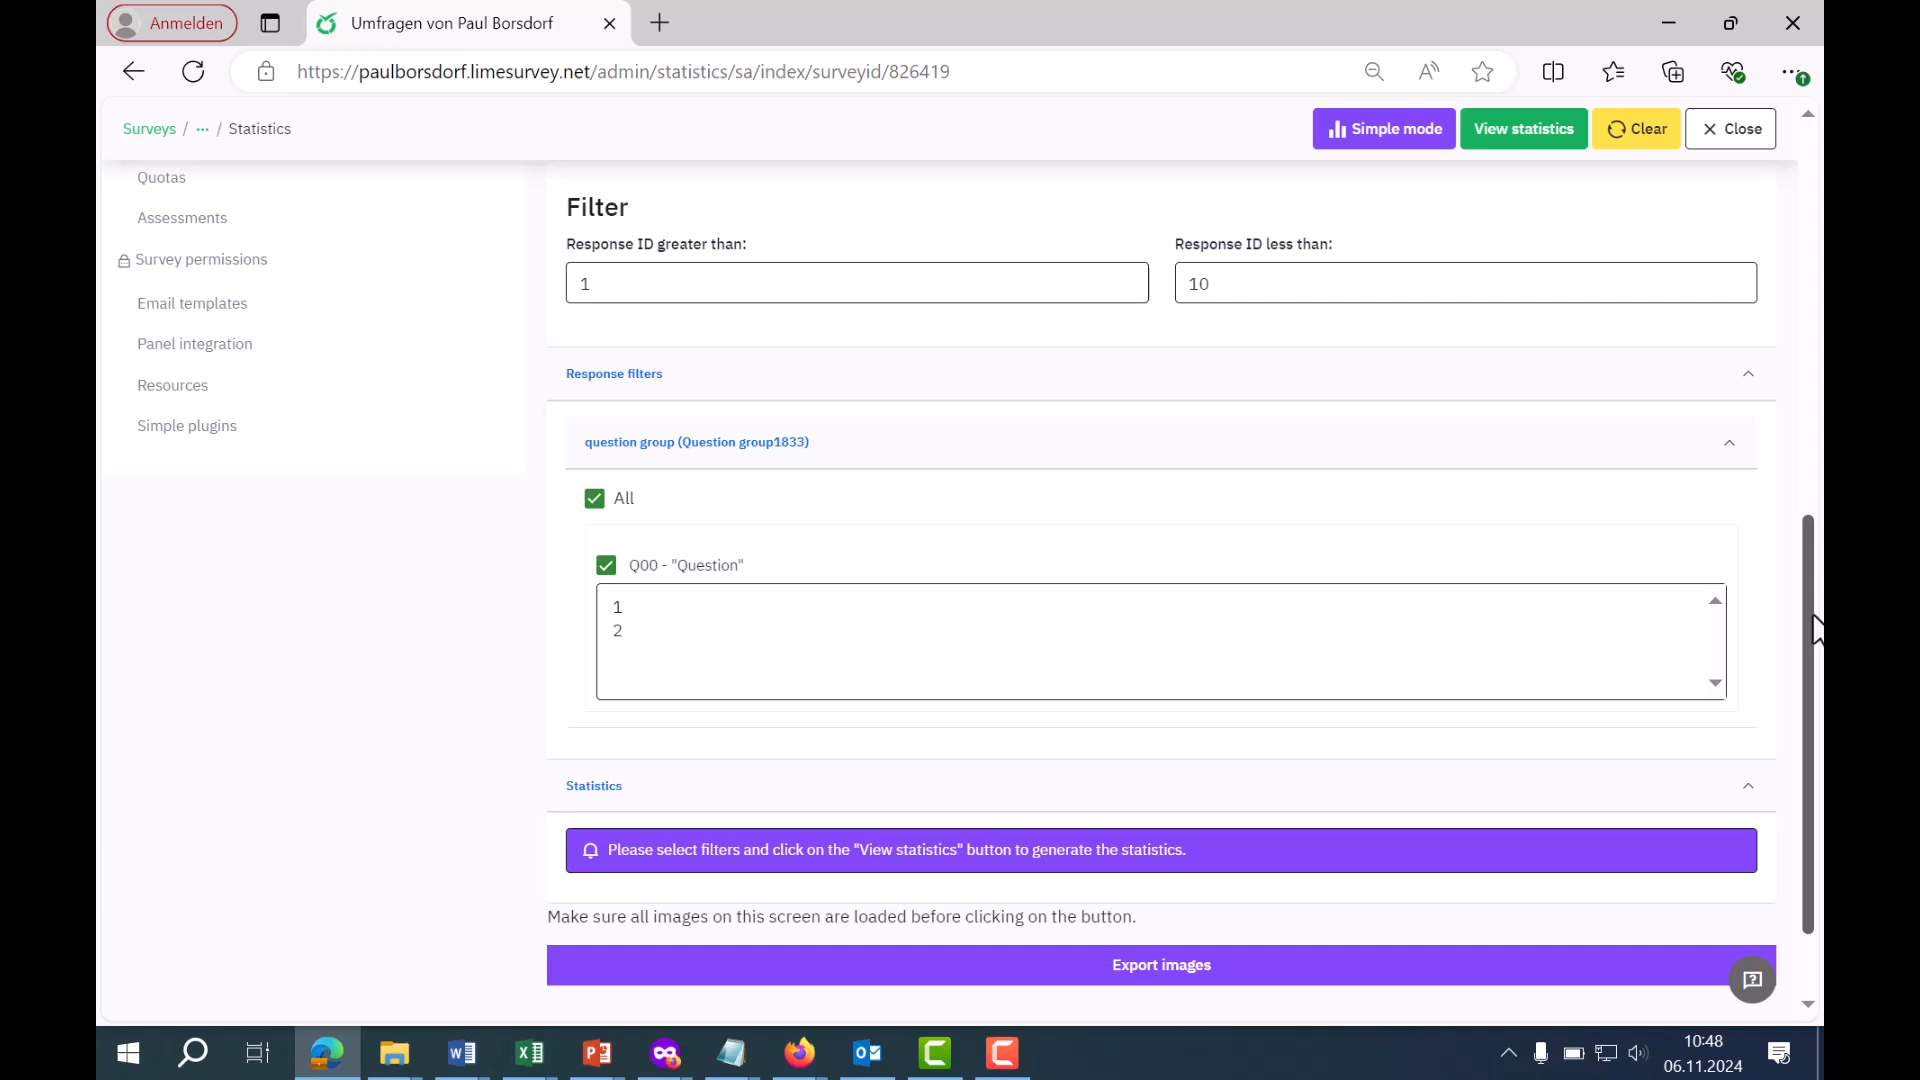 Anmelden
Umfragen von Paul Borsdorf
https://paulborsdorf.limesurvey.net/admin/statistics/sa/index/surveyid/826419
Surveys / ··· / Statistics
Simple mode
View statistics
Clear
Close
Quotas
Assessments
Survey permissions
Email templates
Panel integration
Resources
Simple plugins
Filter
Response ID greater than:
Response ID less than:
1
10
Response filters
question group (Question group1833)
All
Q00 - "Question"
1
2
Statistics
Please select filters and click on the "View statistics" button to generate the statistics.
Make sure all images on this screen are loaded before clicking on the button.
Export images
10:48
06.11.2024